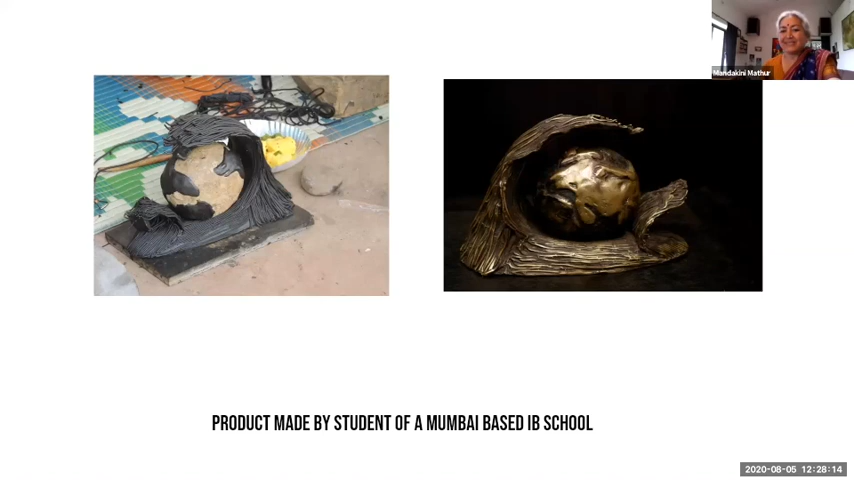 Mandakini Mathur
PRODUCT MADE BY STUDENT OF A MUMBAI BASED IB SCHOOL
2020-08-05 12:28:14